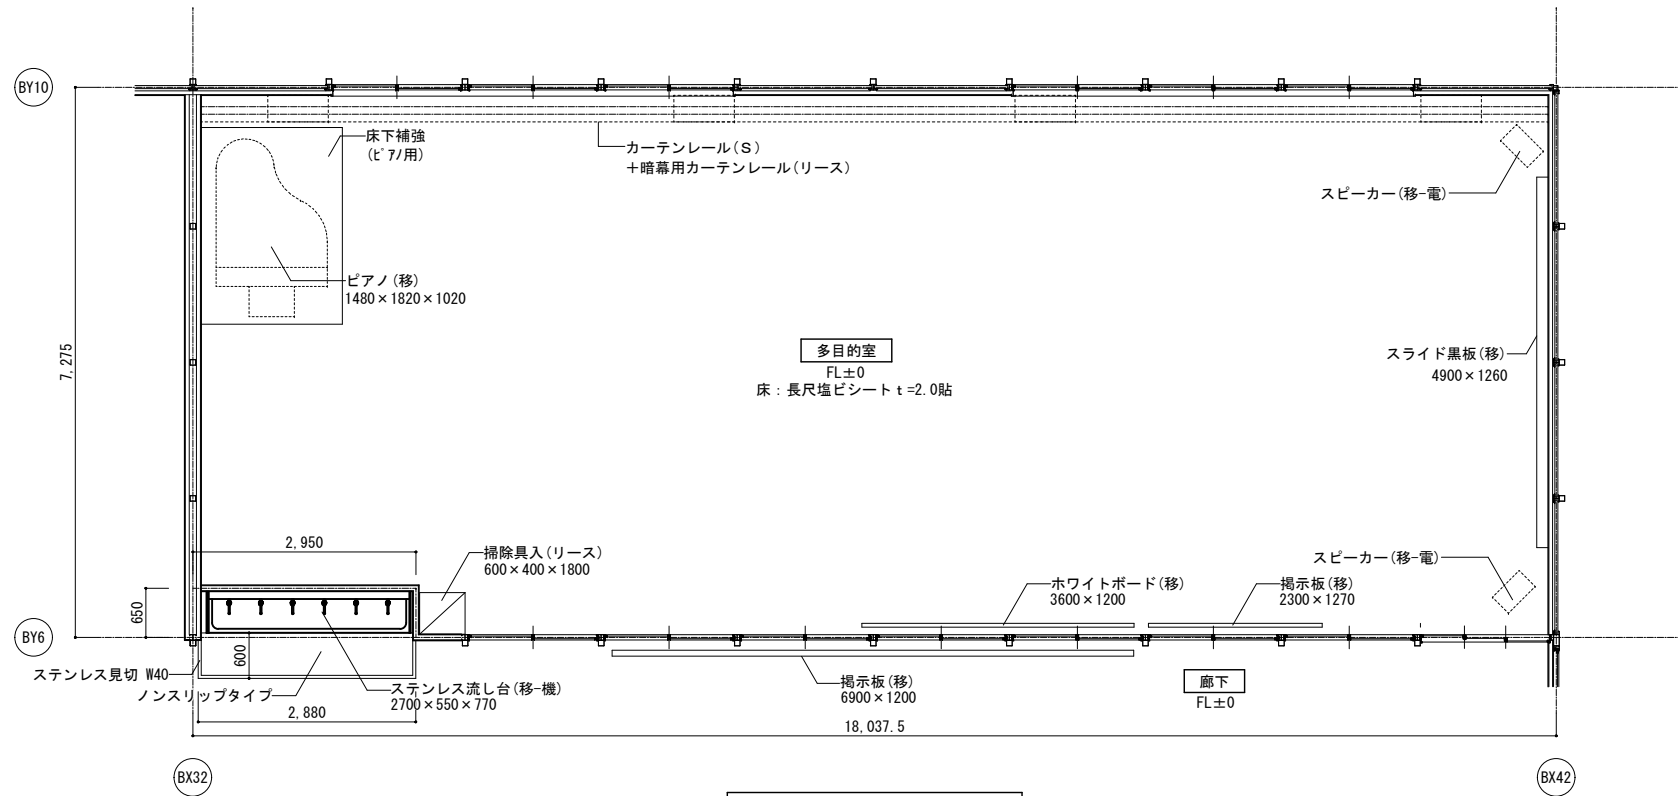 BY10
床下補強
(ピアノ用)
カーテンレール(S)
+暗幕用カーテンレール(リース)
スピーカー(移-電)
ピアノ(移)
1480×1820×1020
7,275
多目的室
FL±0
床：長尺塩ビシート t=2.0貼
スライド黒板(移)
4900×1260
2,950
掃除具入(リース)
600×400×1800
スピーカー(移-電)
ホワイトボード(移)
3600×1200
掲示板(移)
2300×1270
650
BY6
600
ステンレス見切 W40
ノンスリップタイプ
ステンレス流し台(移-機)
2700×550×770
掲示板(移)
6900×1200
廊下
FL±0
2,880
18,037.5
BX32
BX42